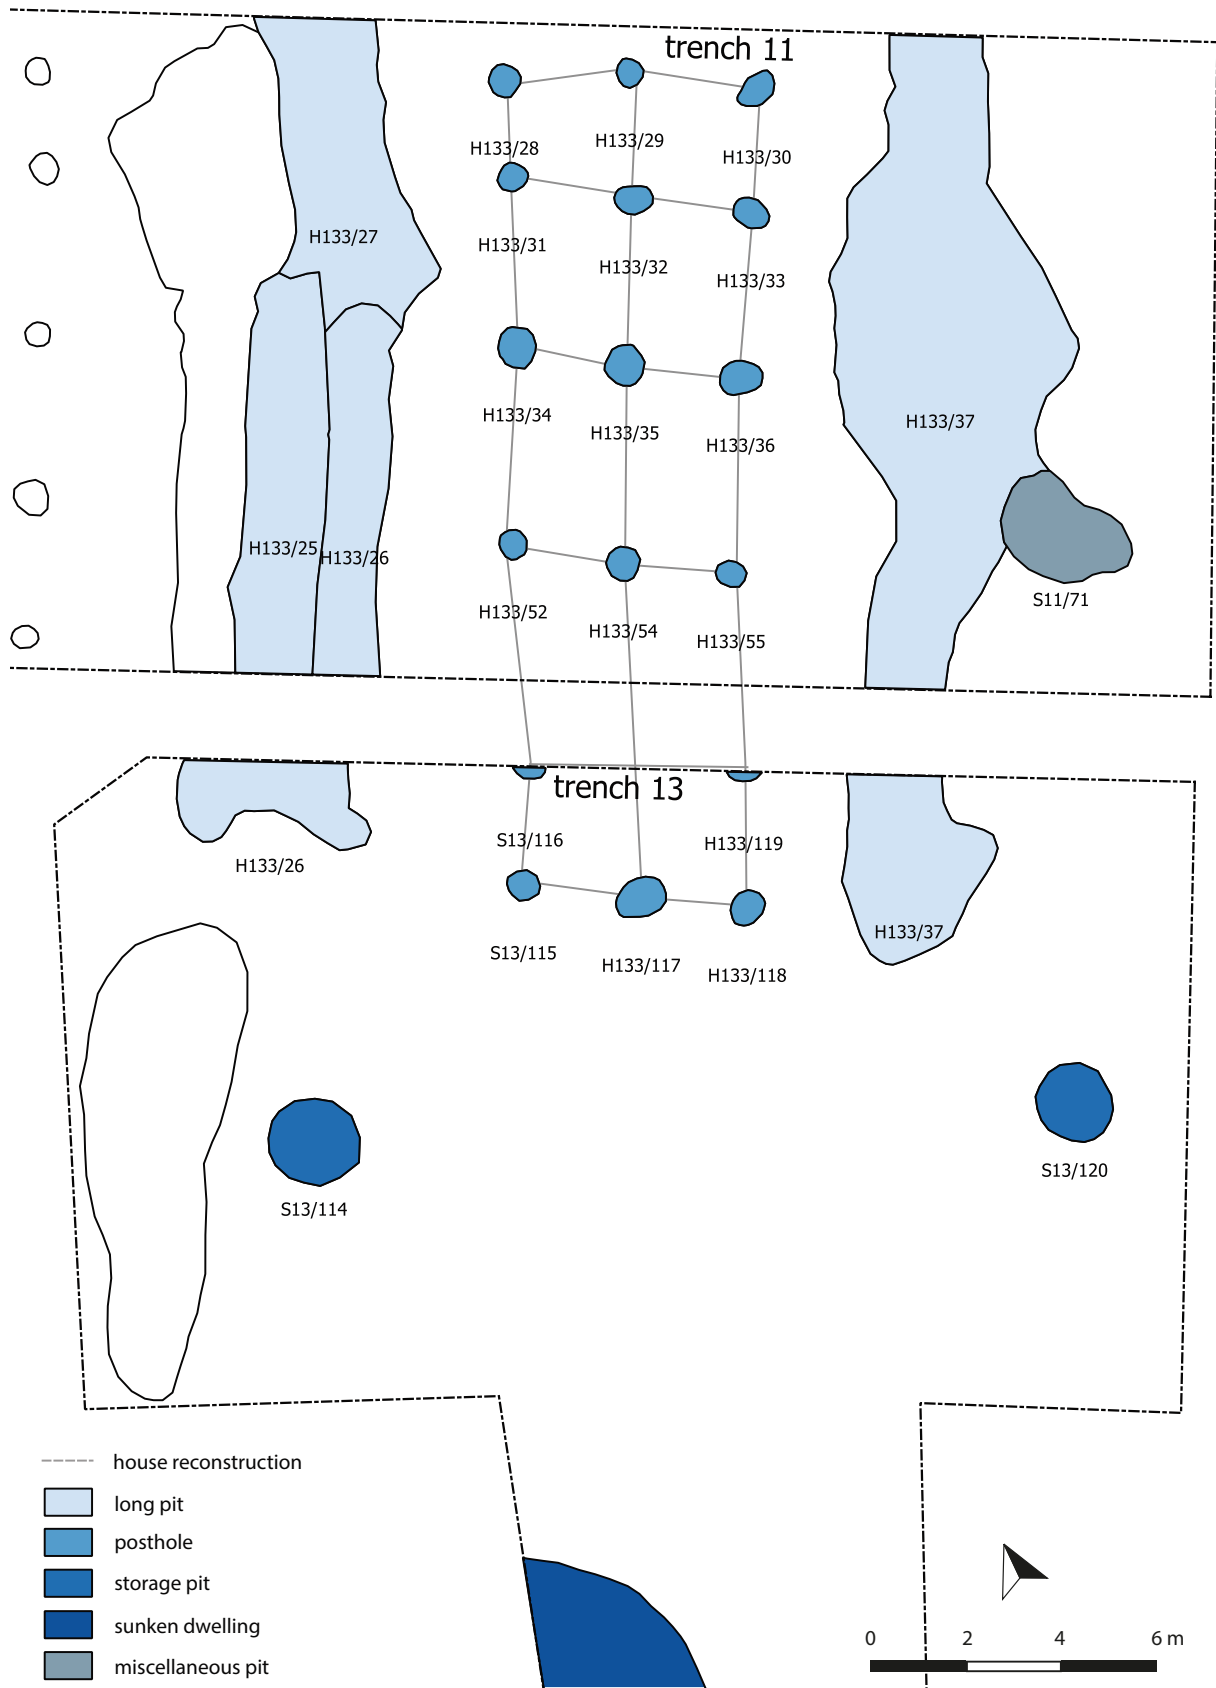 trench 11
H133/28
H133/29
H133/30
H133/27
H133/31
H133/32
H133/33
H133/34
H133/35
H133/36
H133/37
H133/25
H133/26
H133/52
H133/54
H133/55
S11/71
trench 13
S13/116
H133/119
H133/26
H133/37
S13/115
H133/117
H133/118
S13/114
S13/120
house reconstruction
long pit
posthole
storage pit
sunken dwelling
miscellaneous pit
0 2 4 6 m